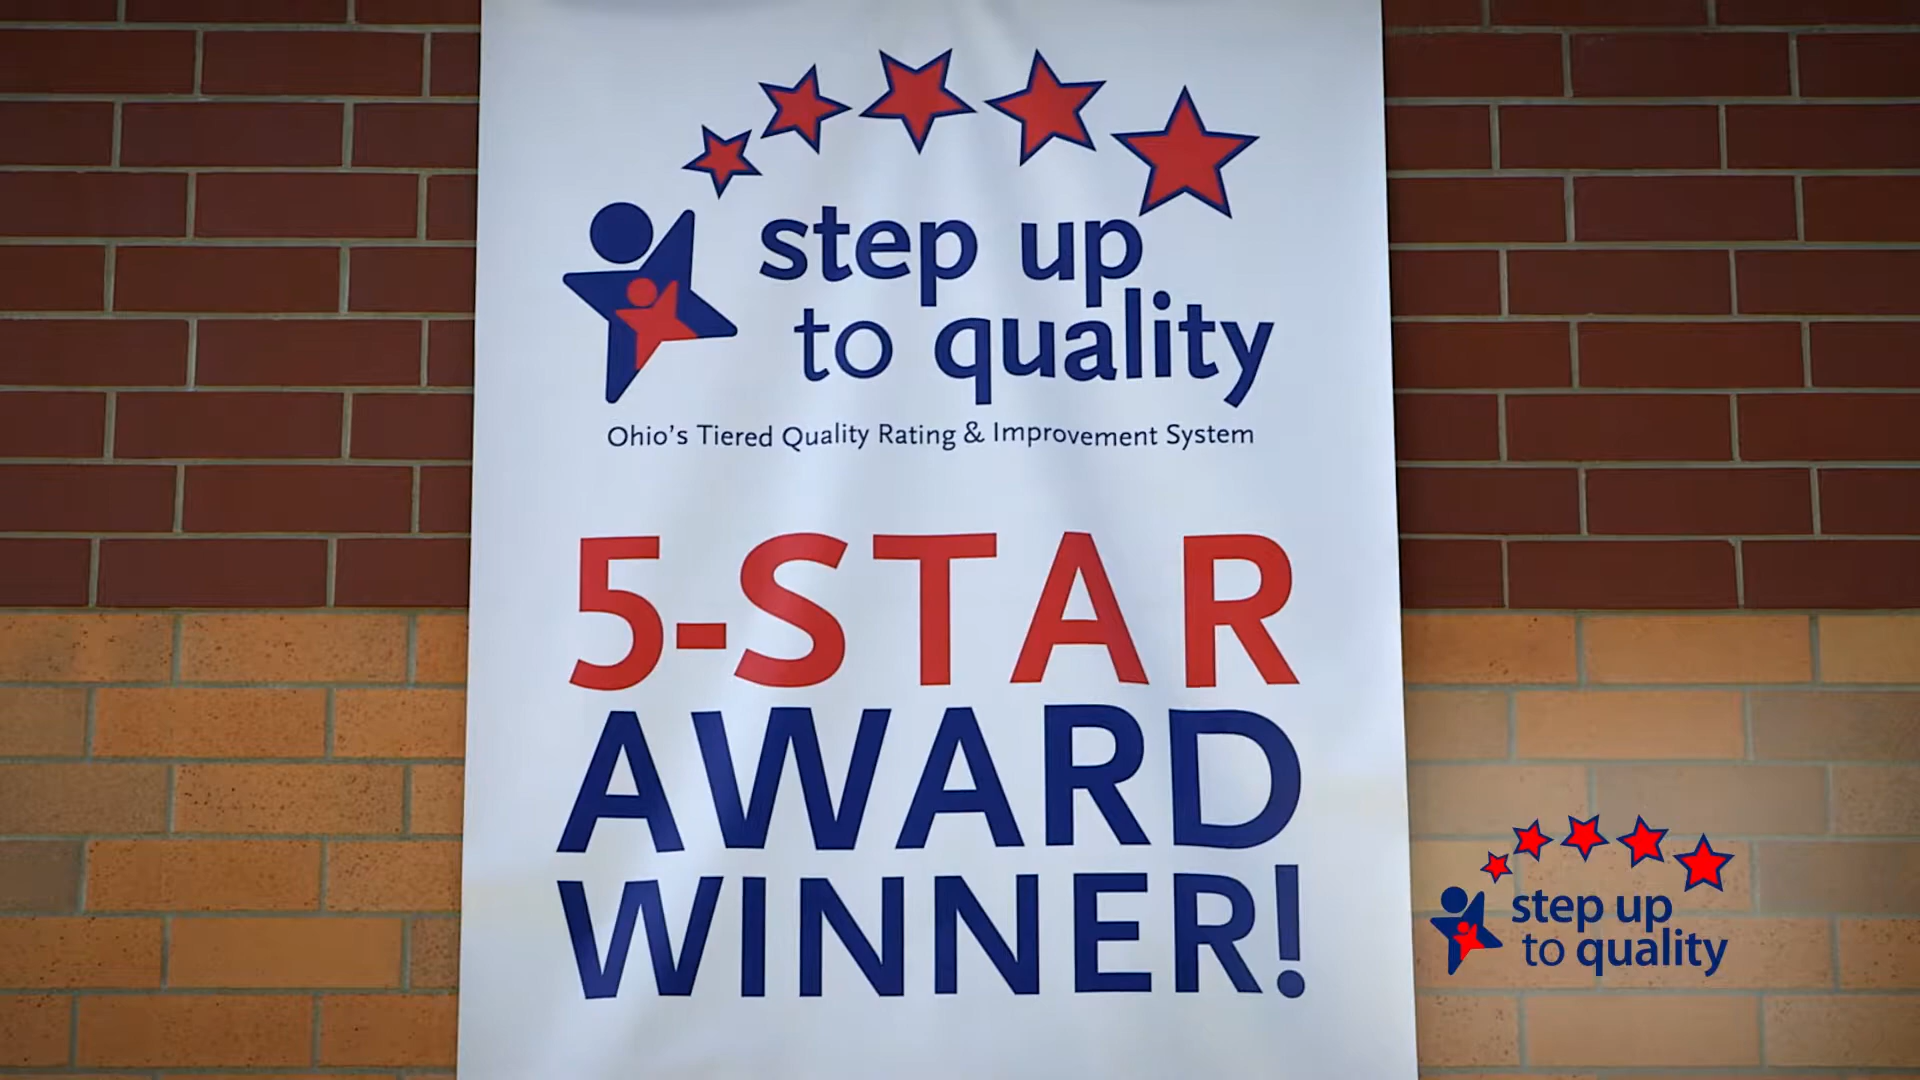 step up
to quality
Ohio's Tiered Quality Rating & Improvement System
5-STAR
AWARD
WINNER!
step up
to quality